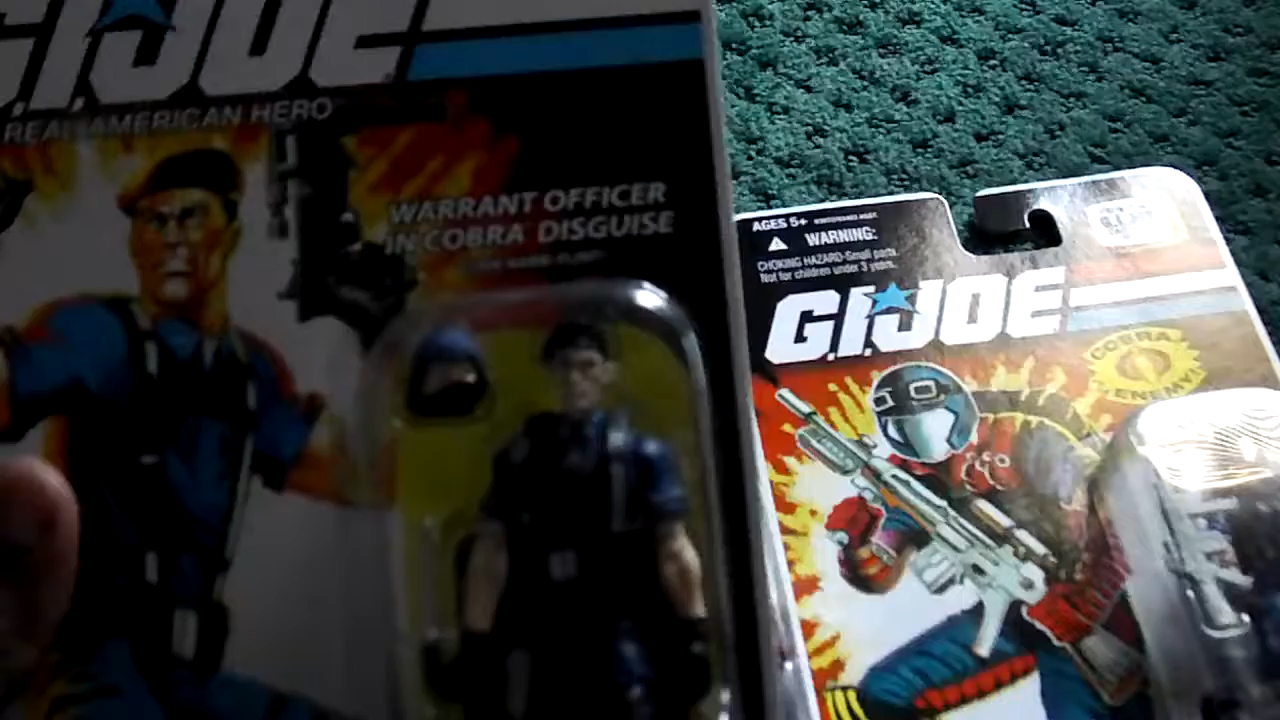 G.I.JOE
REAL AMERICAN HERO
WARRANT OFFICER
IN COBRA DISGUISE
AGES 5+
WARNING:
CHOKING HAZARD-Small parts.
Not for children under 3 years.
G.I.JOE
COBRA
ENEMY